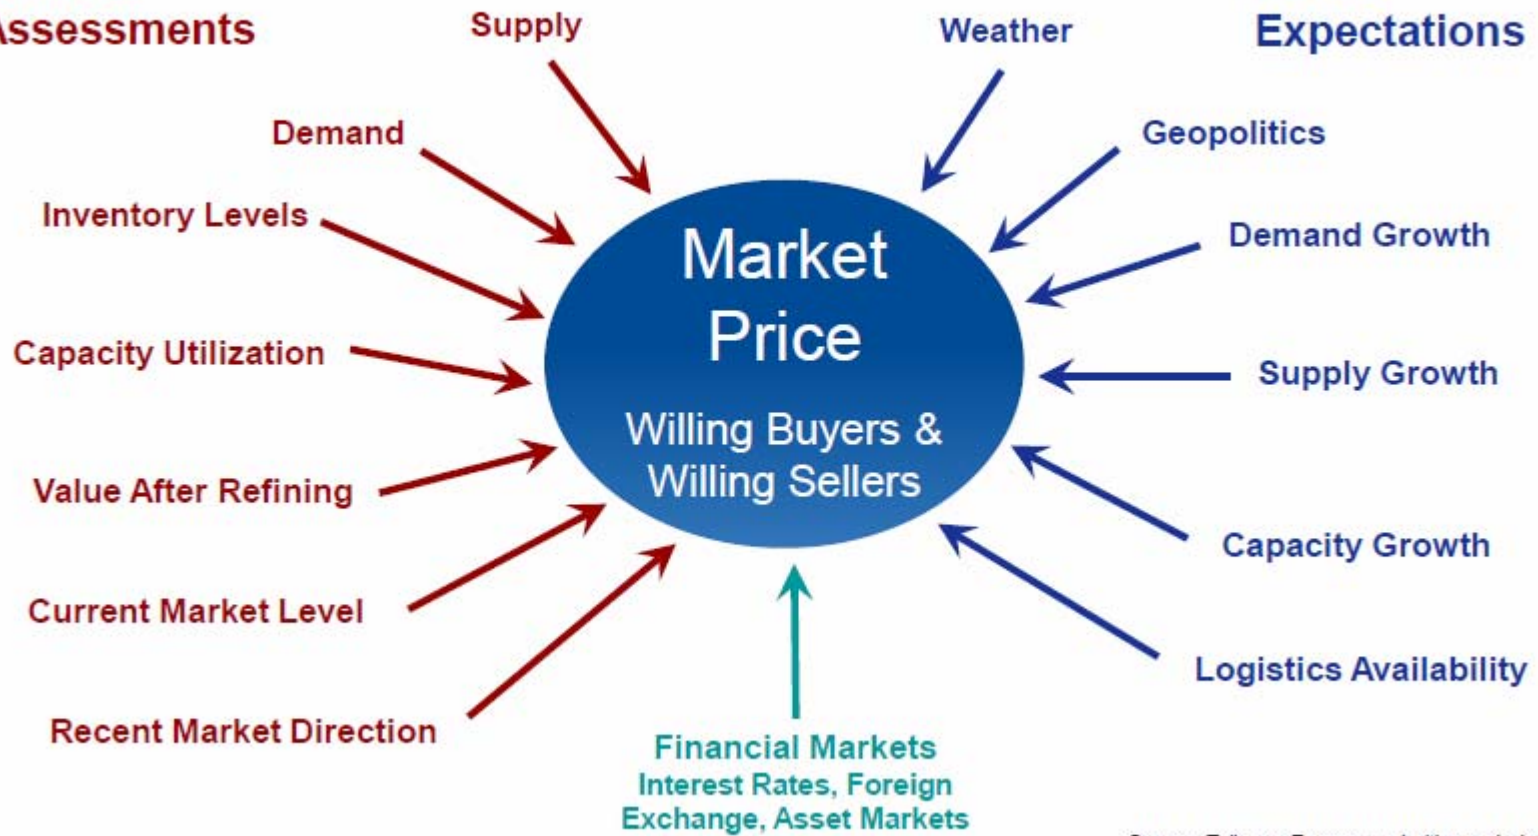 Assessments
Supply
Weather
Expectations
Demand
Geopolitics
Inventory Levels
Demand Growth
Market
Price
Capacity Utilization
Supply Growth
Willing Buyers &
Willing Sellers
Value After Refining
Capacity Growth
Current Market Level
Logistics Availability
Recent Market Direction
Financial Markets
Interest Rates, Foreign
Exchange, Asset Markets